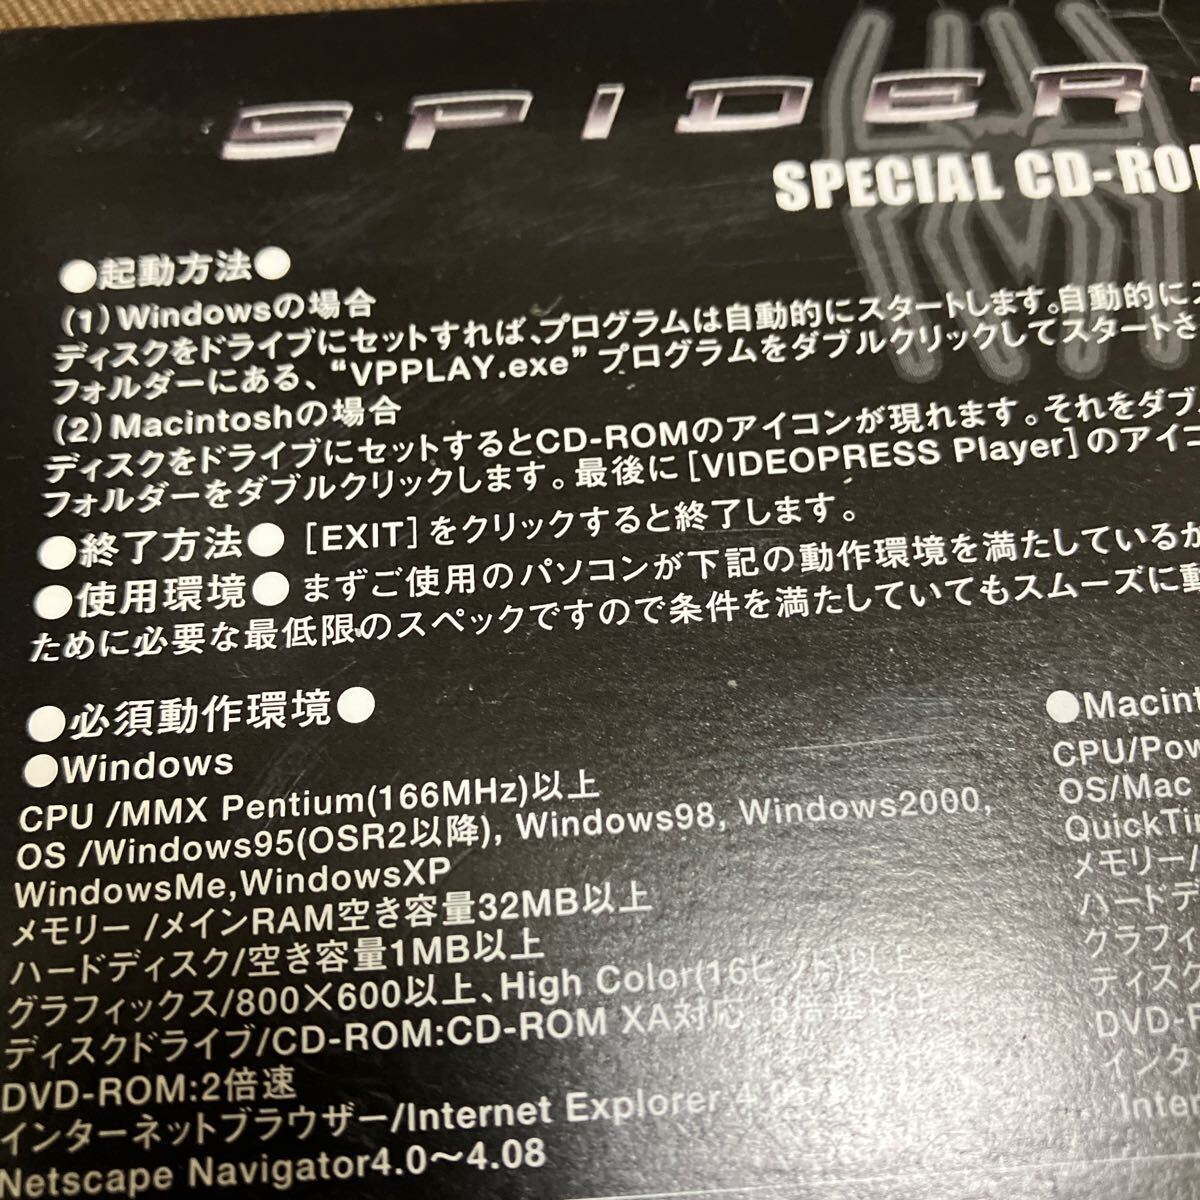 SPIDER
SPECIAL CD-ROM
●起動方法●
(1)Windowsの場合
ディスクをドライブにセットすれば、プログラムは自動的にスタートします。自動的に
フォルダーにある、“VPPLAY.exe”プログラムをダブルクリックしてスタートさ
(2)Macintoshの場合
ディスクをドライブにセットするとCD-ROMのアイコンが現れます。それをダブ
フォルダーをダブルクリックします。最後に[VIDEOPRESS Player]のアイコ
●終了方法● [EXIT]をクリックすると終了します。
●使用環境● まずご使用のパソコンが下記の動作環境を満たしているか
ために必要な最低限のスペックですので条件を満たしていてもスムーズに動
●必須動作環境●
●Windows
CPU /MMX Pentium(166MHz)以上
OS /Windows95(OSR2以降), Windows98, Windows2000,
WindowsMe,WindowsXP
メモリー /メインRAM空き容量32MB以上
ハードディスク/空き容量1MB以上
グラフィックス/800×600以上、High Color(16ビット)以上
ディスクドライブ/CD-ROM:CD-ROM XA対応、8倍速以上
DVD-ROM:2倍速
インターネットブラウザー/Internet Explorer 4.0
Netscape Navigator4.0〜4.08
●Macint
CPU/Pow
OS/Mac
QuickTi
メモリー/
ハードデ
グラフィ
ディスク
DVD-
インタ
Inter